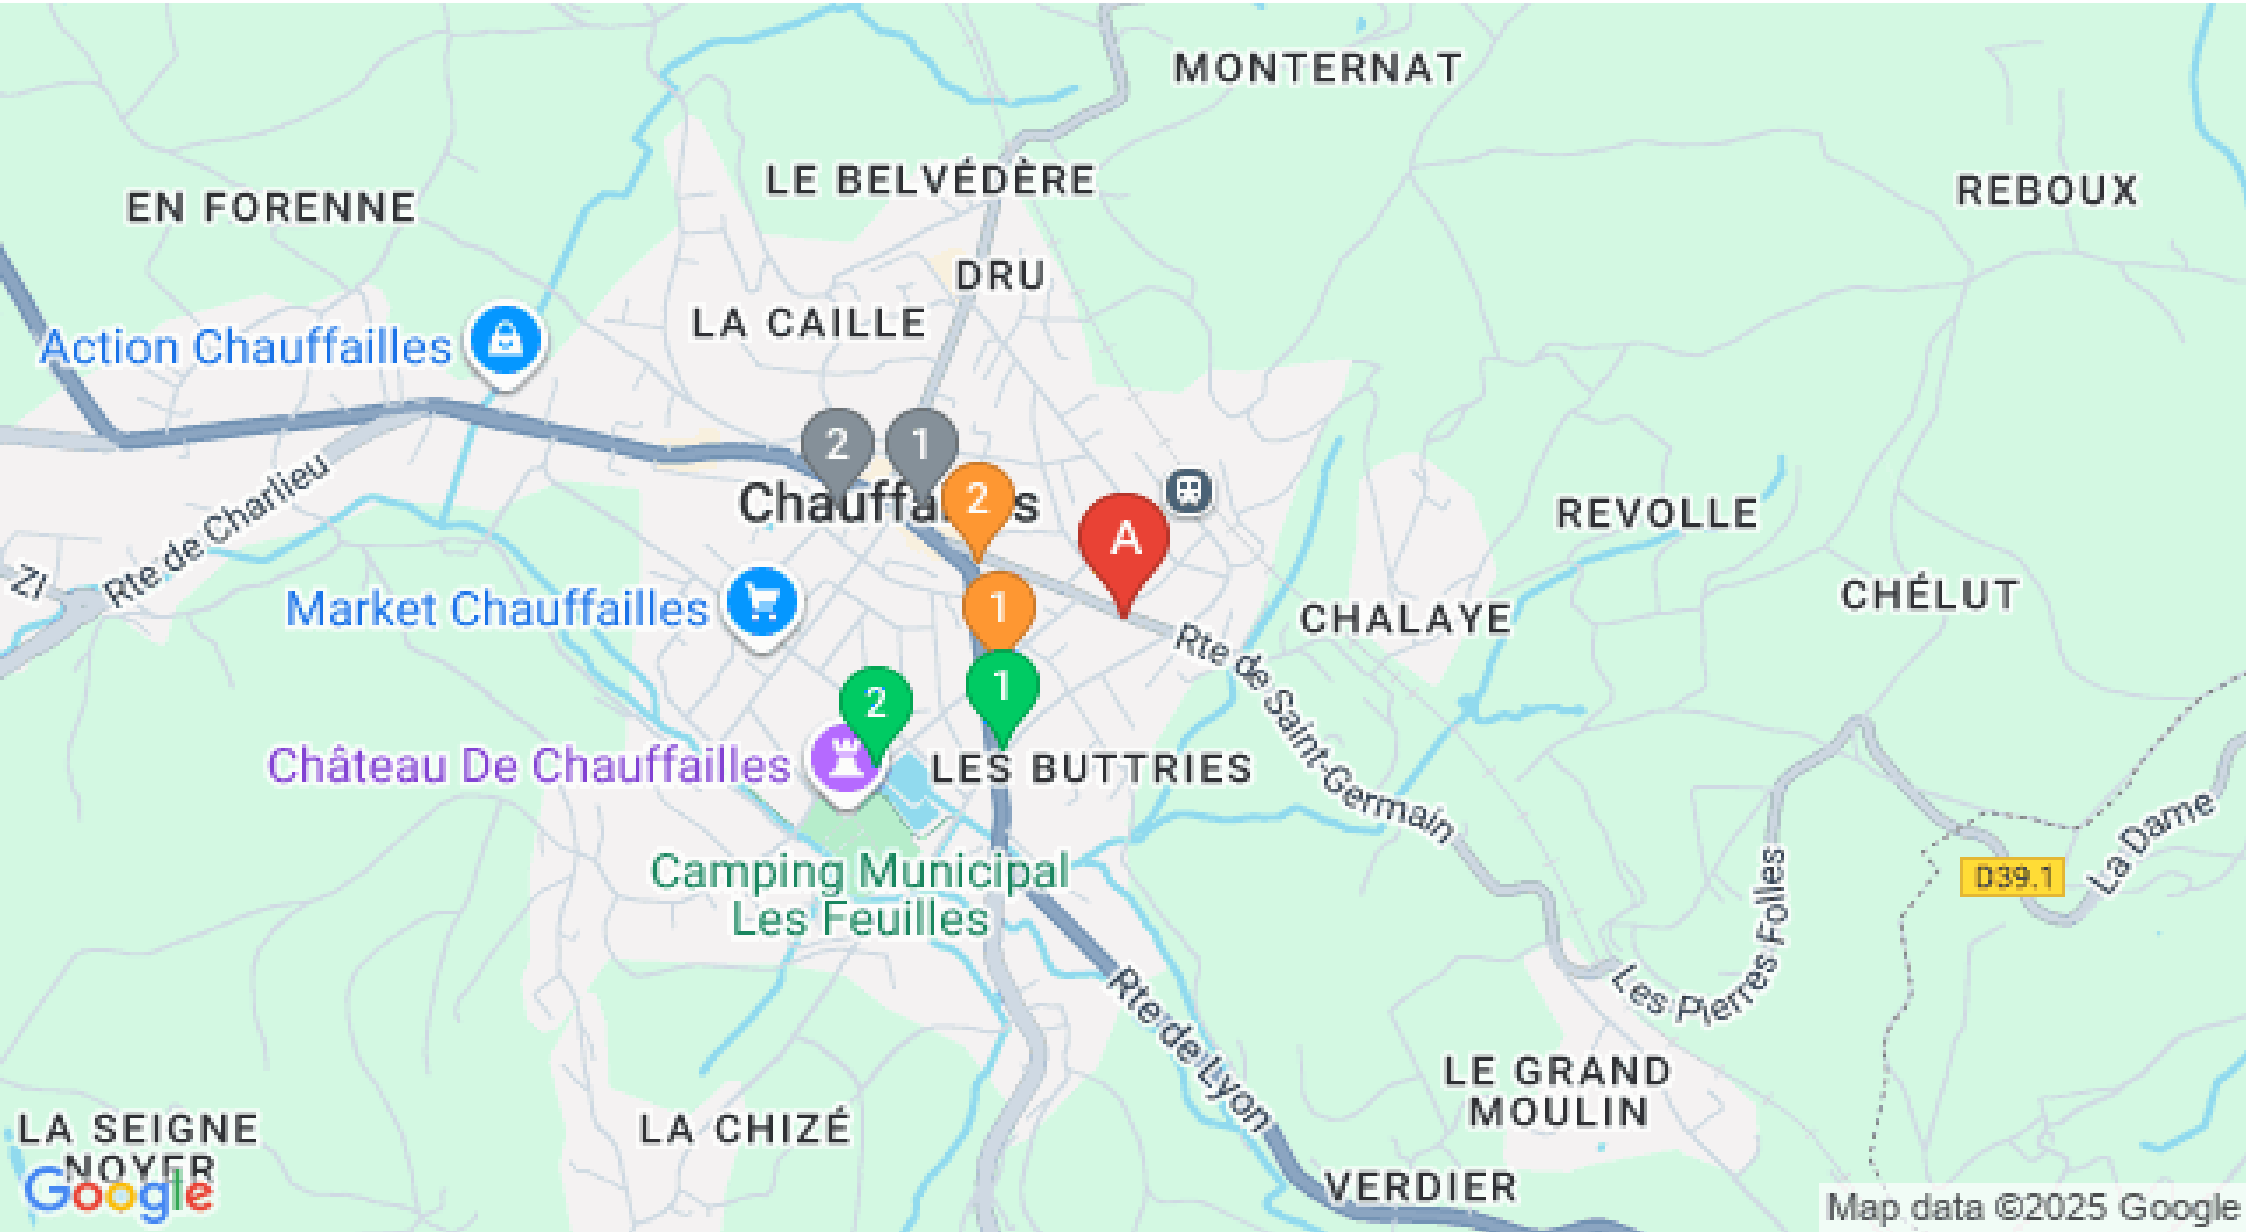 MONTERNAT
LE BELVÉDÈRE
REBOUX
EN FORENNE
DRU
LA CAILLE
Action Chauffailles
2
1
Chauffa s
2
A
REVOLLE
Rte de Charlieu
ZI
Market Chauffailles
1
CHALAYE
CHÉLUT
Rte de Saint-Germain
1
2
Château De Chauffailles
LES BUTTRIES
Camping Municipal
Les Feuilles
D39.1
La Dame
Les Pierres Folles
Rte de Lyon
LE GRAND
MOULIN
LA SEIGNE
NOYER
LA CHIZÉ
VERDIER
Google
Map data ©2025 Google